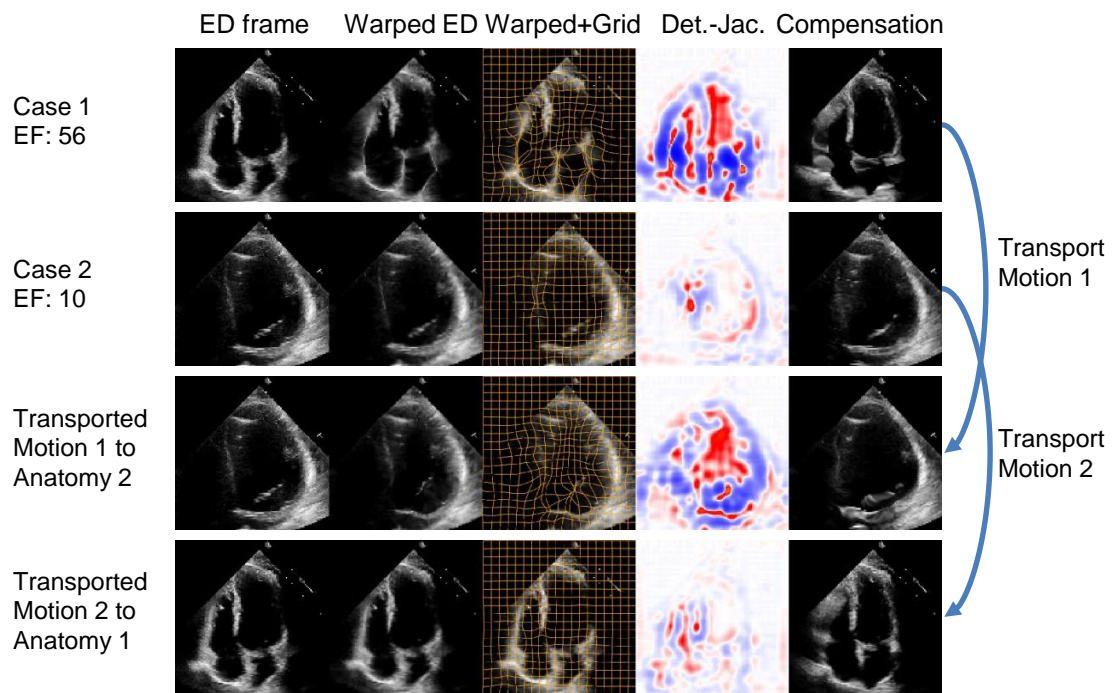 ED frame Warped ED Warped+Grid Det.-Jac. Compensation
Case 1
EF: 56
Case 2
EF: 10
Transport
Motion 1
Transported
Motion 1 to
Anatomy 2
Transport
Motion 2
Transported
Motion 2 to
Anatomy 1